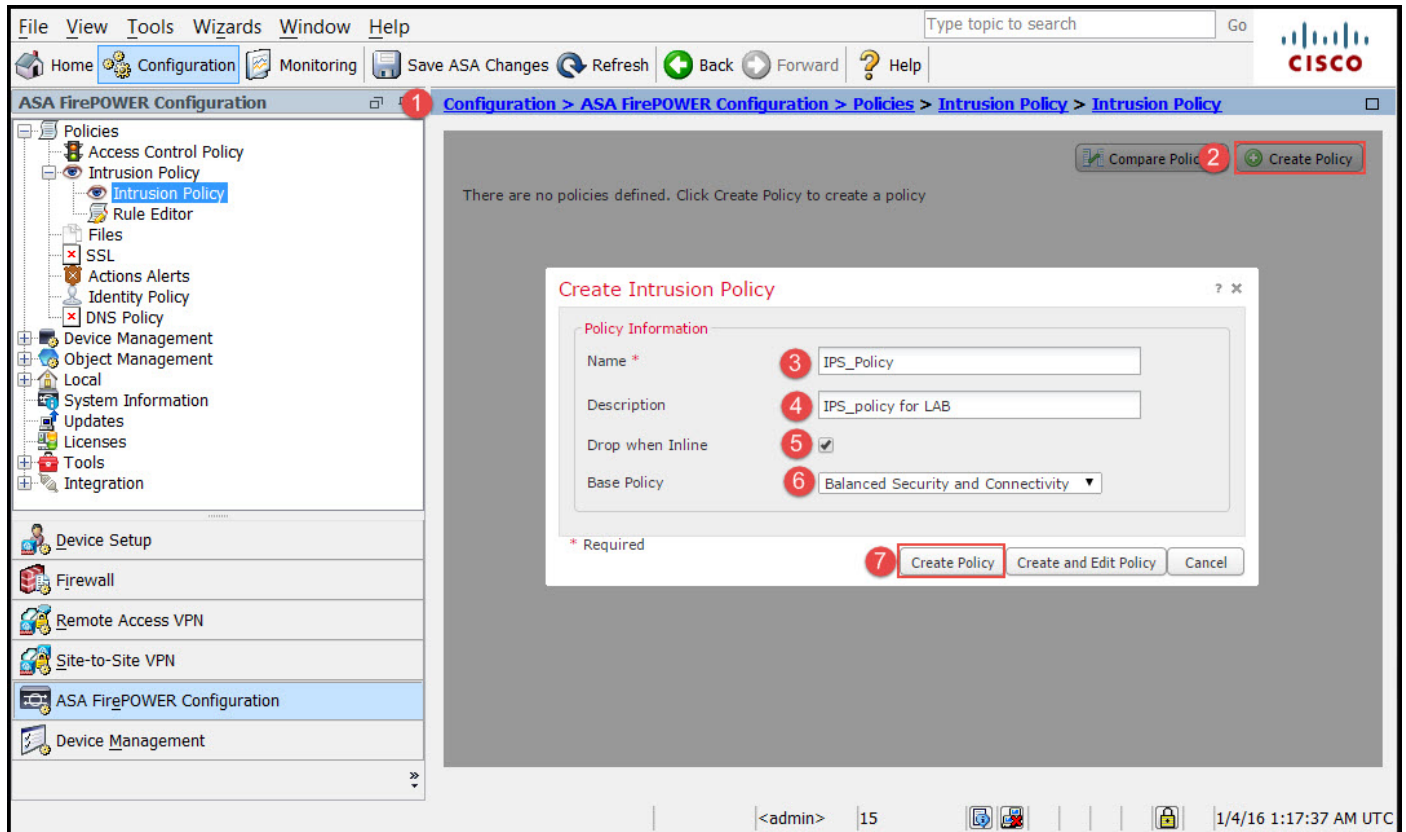 File View Tools Wizards Window Help
Type topic to search Go
CISCO
Home Configuration Monitoring Save ASA Changes Refresh Back Forward Help
ASA FirePOWER Configuration
1 Configuration > ASA FirePOWER Configuration > Policies > Intrusion Policy > Intrusion Policy
Policies
Access Control Policy
Intrusion Policy
Intrusion Policy
Rule Editor
Files
SSL
Actions Alerts
Identity Policy
DNS Policy
Device Management
Object Management
Local
System Information
Updates
Licenses
Tools
Integration
Device Setup
Firewall
Remote Access VPN
Site-to-Site VPN
ASA FirePOWER Configuration
Device Management
Compare Polic 2 Create Policy
There are no policies defined. Click Create Policy to create a policy
Create Intrusion Policy ?
Policy Information
Name * 3 IPS_Policy
Description 4 IPS_policy for LAB
Drop when Inline 5
Base Policy 6 Balanced Security and Connectivity
* Required
7 Create Policy Create and Edit Policy Cancel
<admin> 15 1/4/16 1:17:37 AM UTC